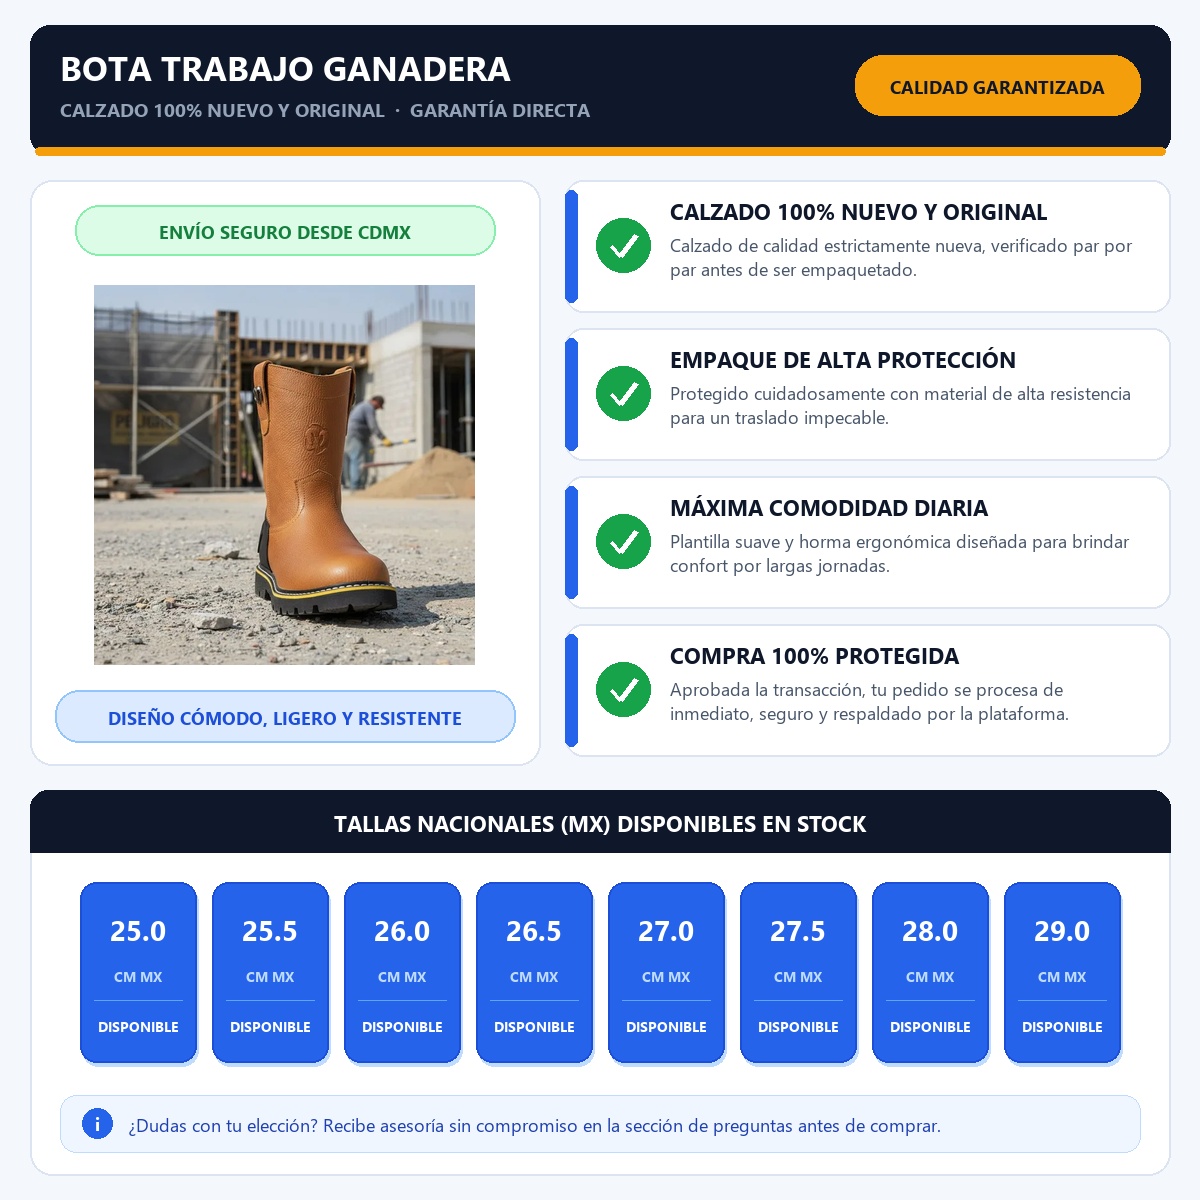 BOTA TRABAJO GANADERA
CALZADO 100% NUEVO Y ORIGINAL · GARANTÍA DIRECTA
CALIDAD GARANTIZADA
ENVÍO SEGURO DESDE CDMX
PELIGRO
DISEÑO CÓMODO, LIGERO Y RESISTENTE
CALZADO 100% NUEVO Y ORIGINAL
Calzado de calidad estrictamente nueva, verificado par por
par antes de ser empaquetado.
EMPAQUE DE ALTA PROTECCIÓN
Protegido cuidadosamente con material de alta resistencia
para un traslado impecable.
MÁXIMA COMODIDAD DIARIA
Plantilla suave y horma ergonómica diseñada para brindar
confort por largas jornadas.
COMPRA 100% PROTEGIDA
Aprobada la transacción, tu pedido se procesa de
inmediato, seguro y respaldado por la plataforma.
TALLAS NACIONALES (MX) DISPONIBLES EN STOCK
25.0
CM MX
DISPONIBLE
25.5
CM MX
DISPONIBLE
26.0
CM MX
DISPONIBLE
26.5
CM MX
DISPONIBLE
27.0
CM MX
DISPONIBLE
27.5
CM MX
DISPONIBLE
28.0
CM MX
DISPONIBLE
29.0
CM MX
DISPONIBLE
¿Dudas con tu elección? Recibe asesoría sin compromiso en la sección de preguntas antes de comprar.